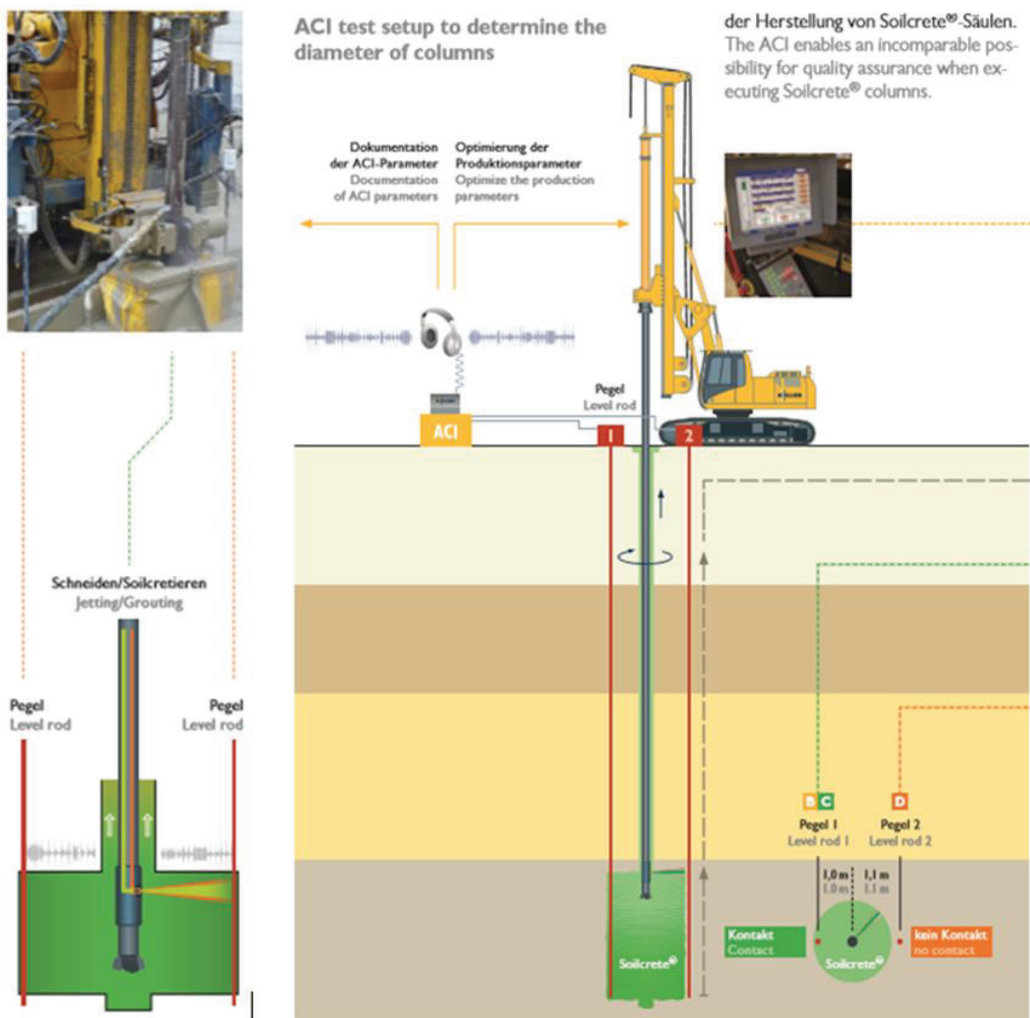 ACI test setup to determine the
diameter of columns
der Herstellung von Soilcrete®-Säulen.
The ACI enables an incomparable pos-
sibility for quality assurance when ex-
ecuting Soilcrete® columns.
Dokumentation
der ACI-Parameter
Documentation
of ACI parameters
Optimierung der
Produktionsparameter
Optimize the production
parameters
Pegel
Level rod
ACI
1
2
KELLER
Schneiden/Soilcretieren
Jetting/Grouting
Pegel
Level rod
Pegel
Level rod
B C
D
Pegel 1
Level rod 1
Pegel 2
Level rod 2
1,0 m
1.0 m
1,1 m
1.1 m
Kontakt
Contact
kein Kontakt
no contact
Soilcrete®
Soilcrete®